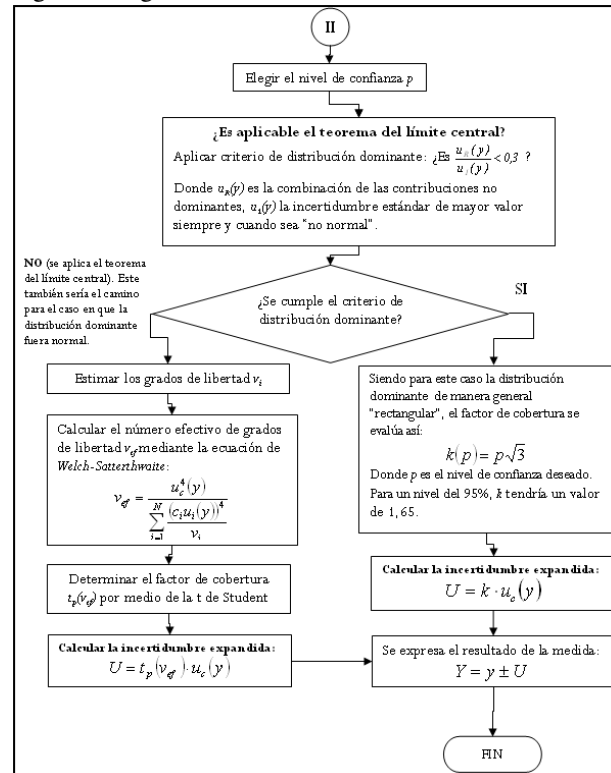 II
Elegir el nivel de confianza p
¿Es aplicable el teorema del límite central?
Aplicar criterio de distribución dominante: ¿Es u_R(y)/u_1(y) < 0,3 ?
Donde u_R(y) es la combinación de las contribuciones no
dominantes, u_1(y) la incertidumbre estándar de mayor valor
siempre y cuando sea "no normal".
NO (se aplica el teorema
del límite central). Este
también sería el camino
para el caso en que la
distribución dominante
fuera normal.
¿Se cumple el criterio de
distribución dominante?
SI
Estimar los grados de libertad ν_i
Calcular el número efectivo de grados
de libertad ν_ef mediante la ecuación de
Welch-Satterthwaite:
ν_ef = u_c^4(y) / ∑_{i=1}^{N} (c_i u_i(y))^4 / ν_i
Determinar el factor de cobertura
t_p(ν_ef) por medio de la t de Student
Calcular la incertidumbre expandida:
U = t_p(ν_ef) · u_c(y)
Siendo para este caso la distribución
dominante de manera general
"rectangular", el factor de cobertura se
evalúa así:
k(p) = p√3
Donde p es el nivel de confianza deseado.
Para un nivel del 95%, k tendría un valor
de 1,65.
Calcular la incertidumbre expandida:
U = k · u_c(y)
Se expresa el resultado de la medida:
Y = y ± U
FIN